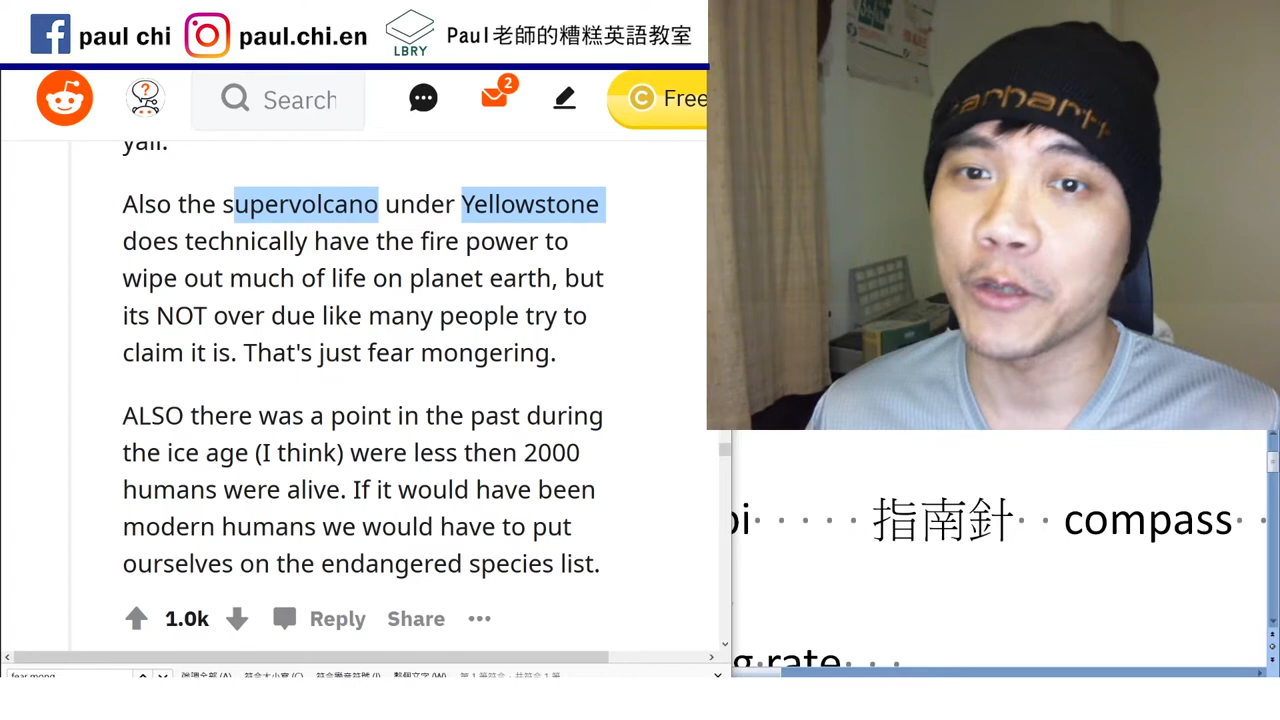 paul chi
paul.chi.en
LBRY
Paul老師的糟糕英語教室
Search
2
Free
yall.
Also the supervolcano under Yellowstone
does technically have the fire power to
wipe out much of life on planet earth, but
its NOT over due like many people try to
claim it is. That's just fear mongering.
ALSO there was a point in the past during
the ice age (I think) were less then 2000
humans were alive. If it would have been
modern humans we would have to put
ourselves on the endangered species list.
1.0k
Reply
Share
carhartt
指南針 compass
g rate